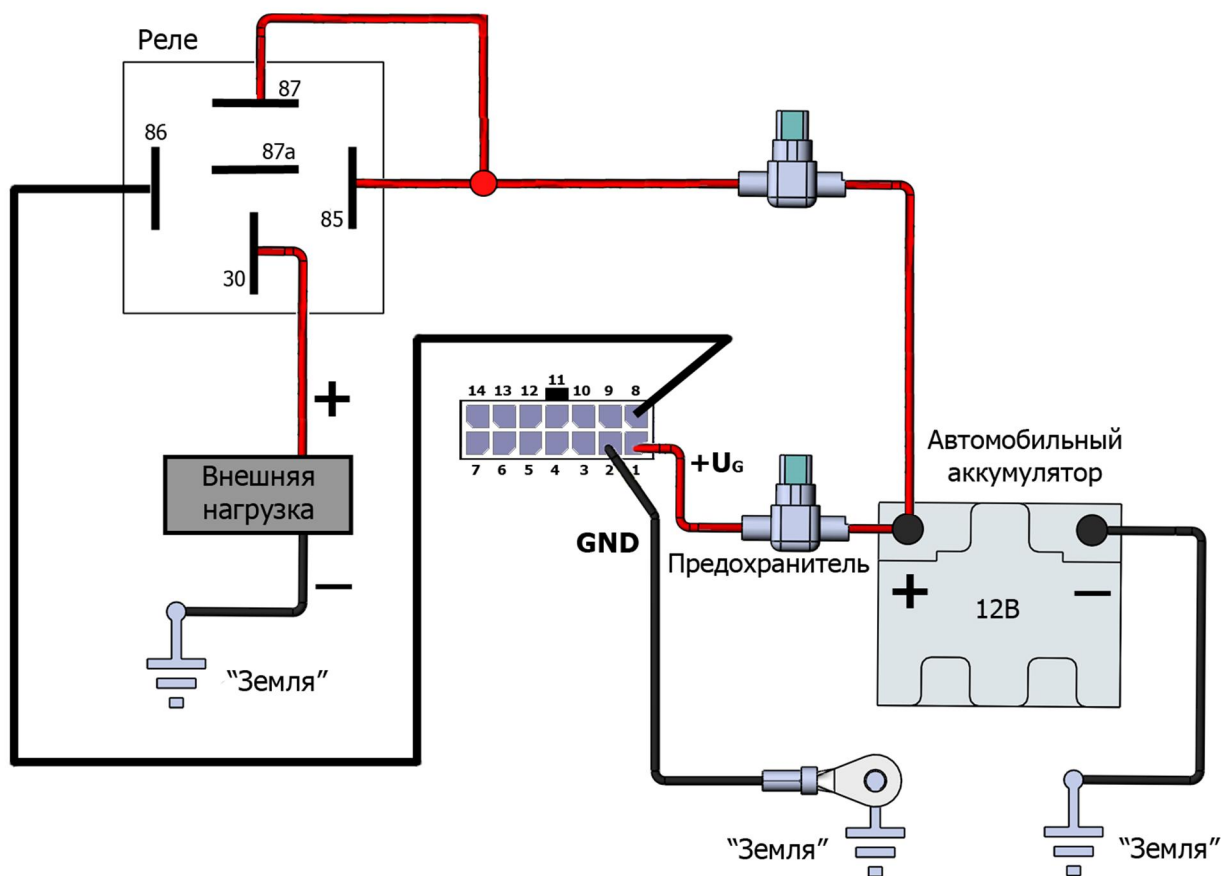 Реле
87
86
87a
85
30
+
Внешняя
нагрузка
−
“Земля”
14 13 12 11 10 9 8
7 6 5 4 3 2 1
+UG
GND
Предохранитель
Автомобильный
аккумулятор
+ −
12В
“Земля”
“Земля”